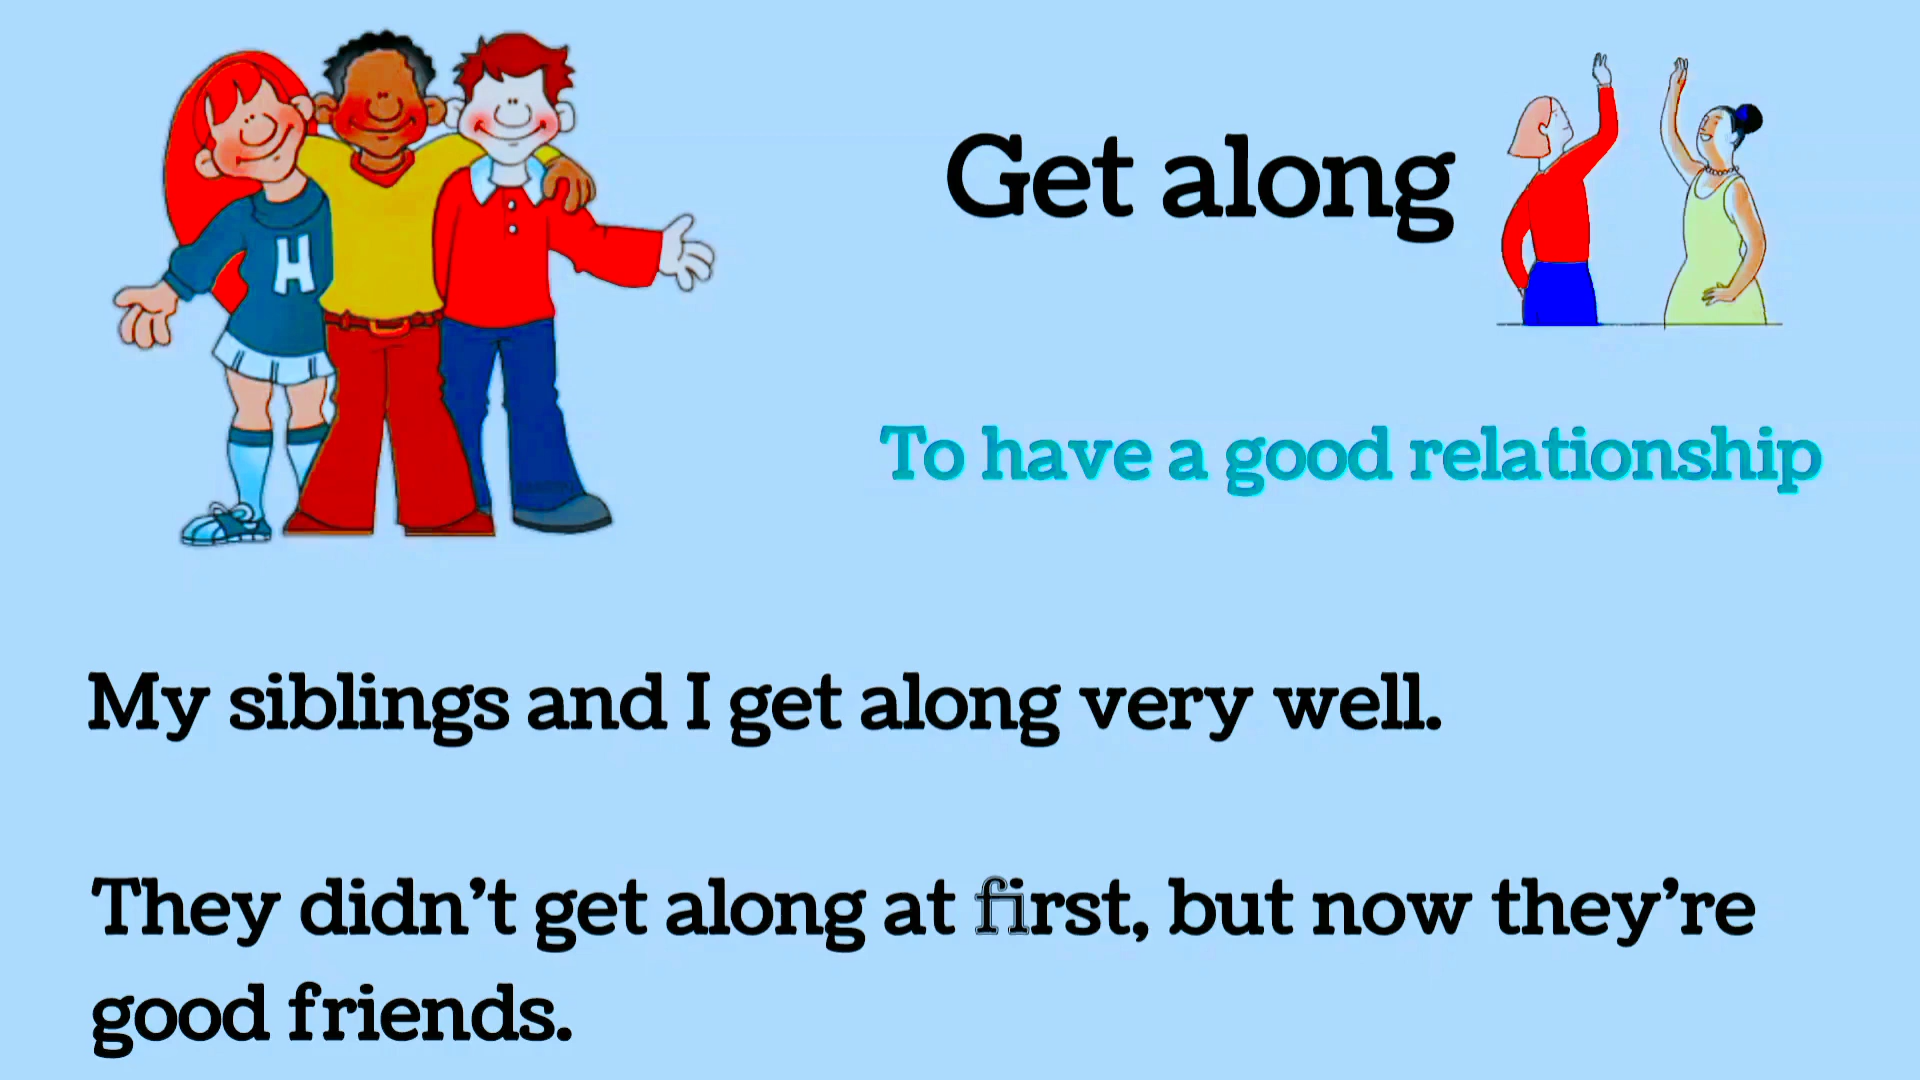 H
Get along
To have a good relationship
My siblings and I get along very well.
They didn’t get along at first, but now they’re
good friends.